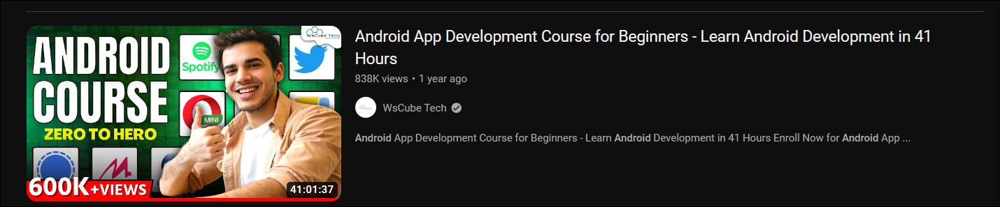 ANDROID
COURSE
ZERO TO HERO
Spotify
WsCube Tech
MINI
600K+VIEWS
41:01:37
Android App Development Course for Beginners - Learn Android Development in 41
Hours
838K views • 1 year ago
WsCube Tech
Android App Development Course for Beginners - Learn Android Development in 41 Hours Enroll Now for Android App ...